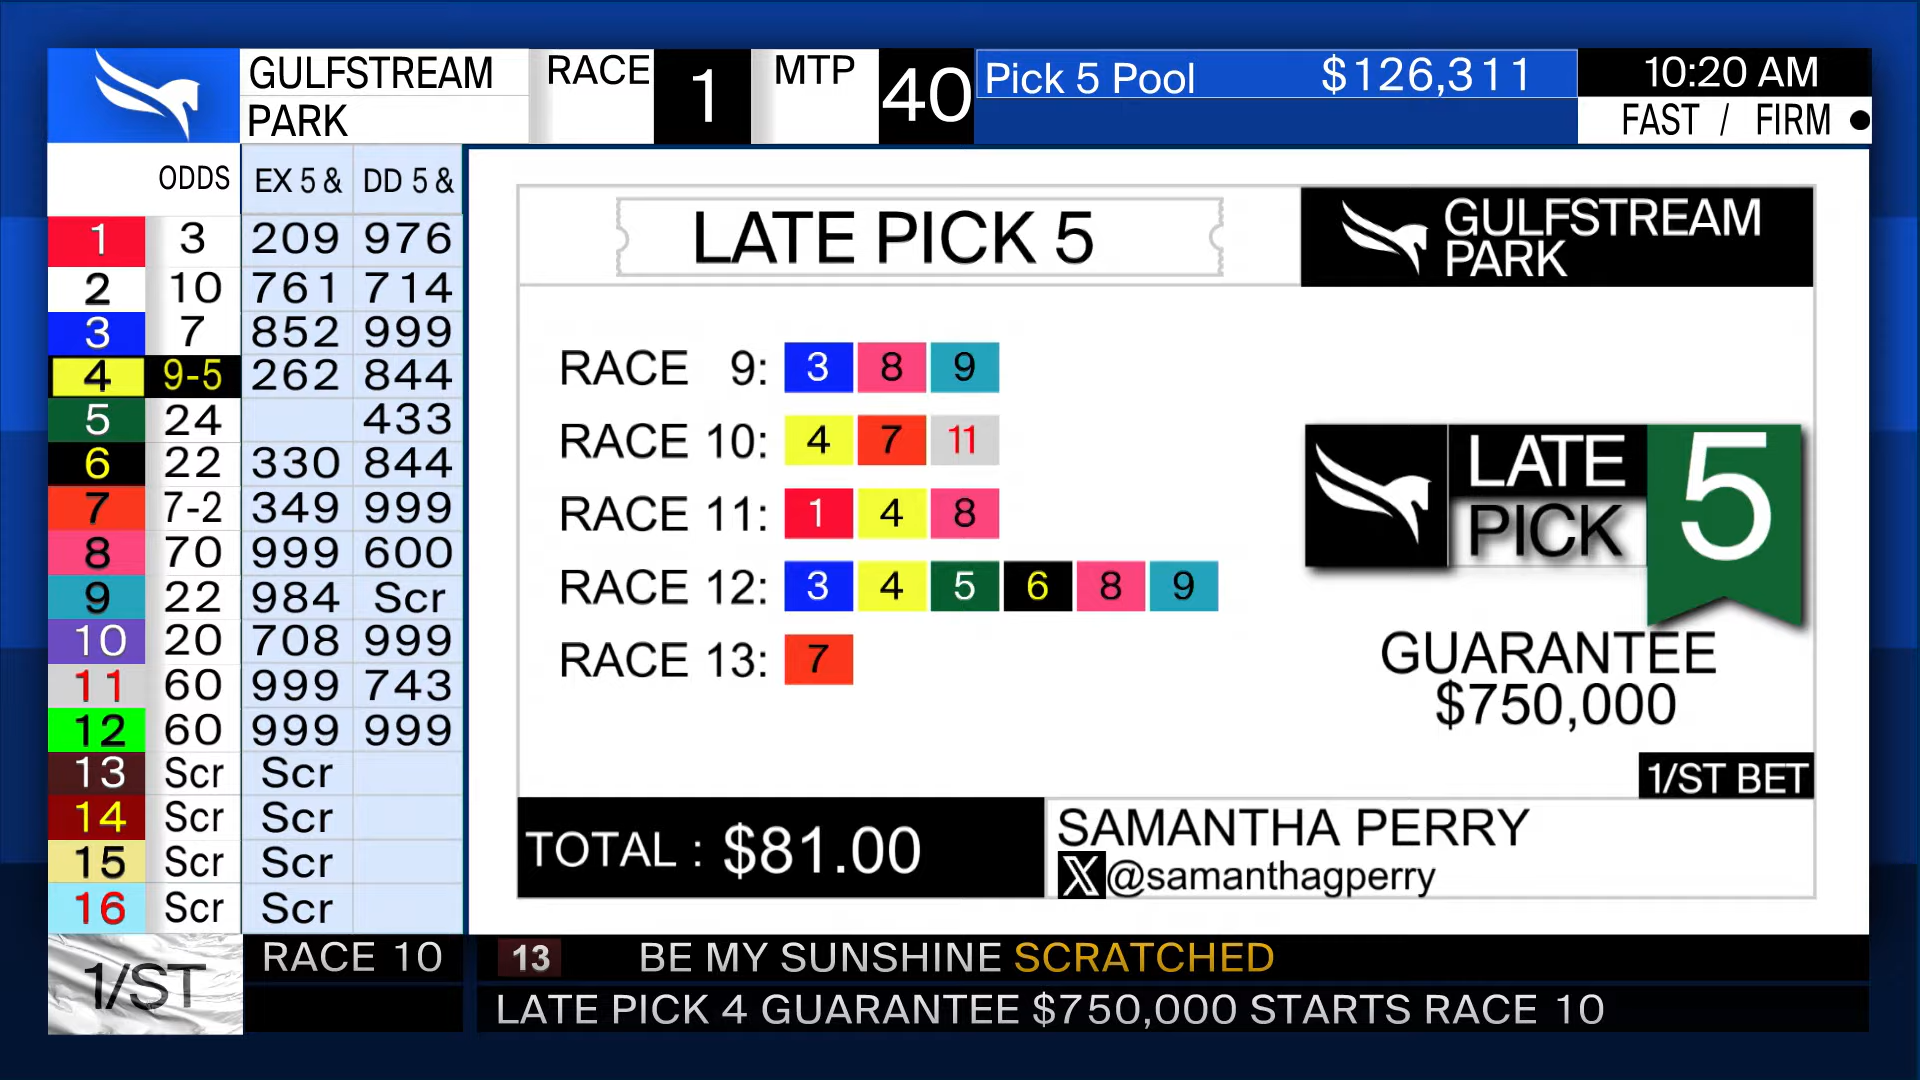 GULFSTREAM
PARK
RACE 1 MTP 40
Pick 5 Pool $126,311
10:20 AM
FAST / FIRM
ODDS EX 5 & DD 5 &
1 3 209 976
2 10 761 714
3 7 852 999
4 9-5 262 844
5 24 433
6 22 330 844
7 7-2 349 999
8 70 999 600
9 22 984 Scr
10 20 708 999
11 60 999 743
12 60 999 999
13 Scr Scr
14 Scr Scr
15 Scr Scr
16 Scr Scr
LATE PICK 5
GULFSTREAM
PARK
RACE 9: 3 8 9
RACE 10: 4 7 11
RACE 11: 1 4 8
RACE 12: 3 4 5 6 8 9
RACE 13: 7
LATE
PICK
5
GUARANTEE
$750,000
1/ST BET
TOTAL : $81.00
SAMANTHA PERRY
X @samanthagperry
1/ST
RACE 10 13 BE MY SUNSHINE SCRATCHED
LATE PICK 4 GUARANTEE $750,000 STARTS RACE 10